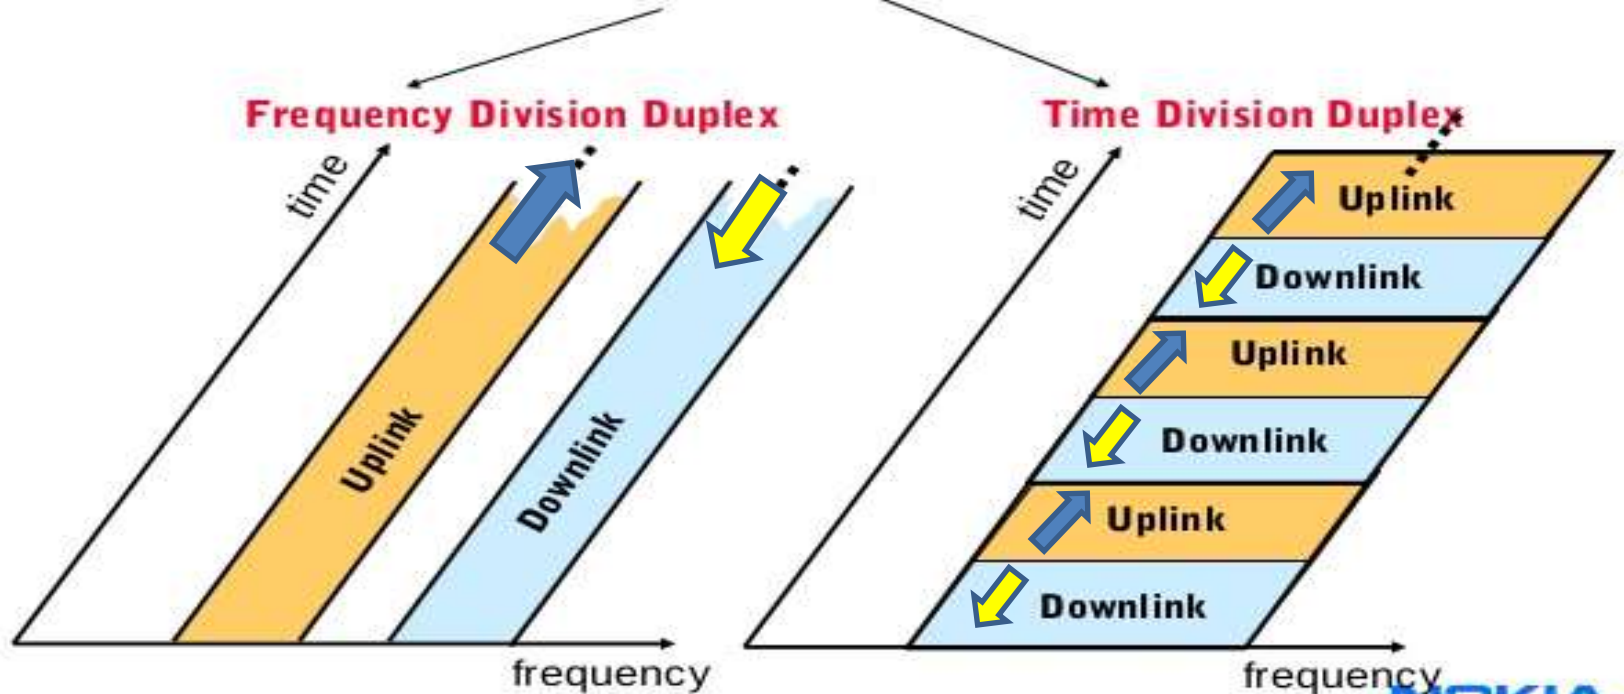 Frequency Division Duplex
time
Uplink
Downlink
frequency
Time Division Duplex
time
Uplink
Downlink
Uplink
Downlink
Uplink
Downlink
frequency